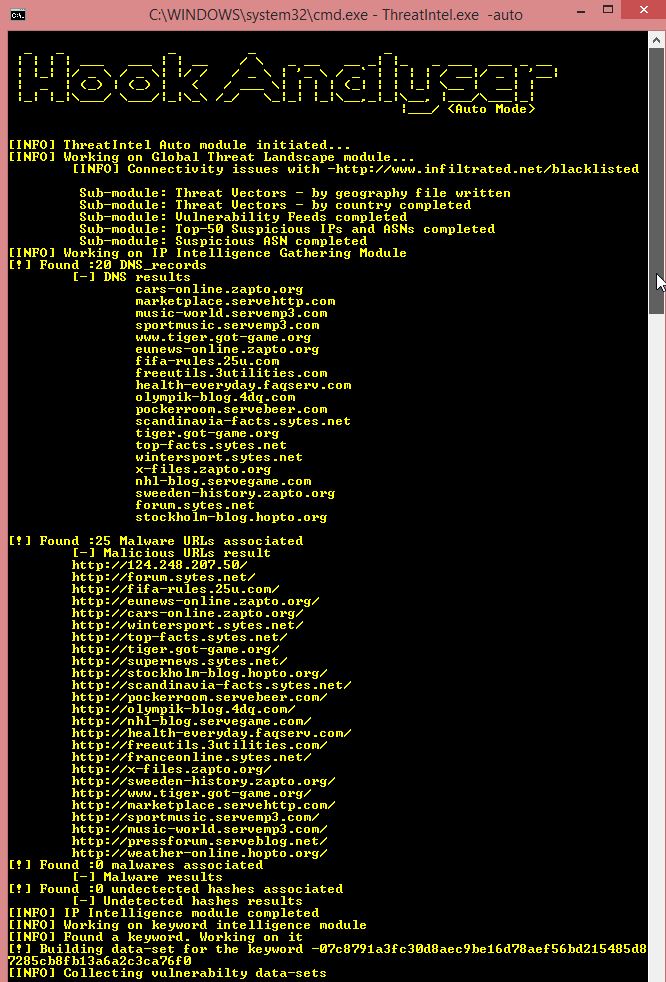 C:\WINDOWS\system32\cmd.exe - ThreatIntel.exe  -auto
Hook Analyser
<Auto Mode>
[INFO] ThreatIntel Auto module initiated...
[INFO] Working on Global Threat Landscape module...
[INFO] Connectivity issues with -http://www.infiltrated.net/blacklisted
Sub-module: Threat Vectors - by geography file written
Sub-module: Threat Vectors - by country completed
Sub-module: Vulnerability Feeds completed
Sub-module: Top-50 Suspicious IPs and ASNs completed
Sub-module: Suspicious ASN completed
[INFO] Working on IP Intelligence Gathering Module
[!] Found :20 DNS_records
[-] DNS results
cars-online.zapto.org
marketplace.servehttp.com
music-world.servemp3.com
sportmusic.servemp3.com
www.tiger.got-game.org
eunews-online.zapto.org
fifa-rules.25u.com
freeutils.3utilities.com
health-everyday.faqserv.com
olympik-blog.4dq.com
pockerroom.servebeer.com
scandinavia-facts.sytes.net
tiger.got-game.org
top-facts.sytes.net
wintersport.sytes.net
x-files.zapto.org
nhl-blog.servegame.com
sweeden-history.zapto.org
forum.sytes.net
stockholm-blog.hopto.org
[!] Found :25 Malware URLs associated
[-] Malicious URLs result
http://124.248.207.50/
http://forum.sytes.net/
http://fifa-rules.25u.com/
http://eunews-online.zapto.org/
http://cars-online.zapto.org/
http://wintersport.sytes.net/
http://top-facts.sytes.net/
http://tiger.got-game.org/
http://supernews.sytes.net/
http://stockholm-blog.hopto.org/
http://scandinavia-facts.sytes.net/
http://pockerroom.servebeer.com/
http://olympik-blog.4dq.com/
http://nhl-blog.servegame.com/
http://health-everyday.faqserv.com/
http://freeutils.3utilities.com/
http://franceonline.sytes.net/
http://x-files.zapto.org/
http://sweeden-history.zapto.org/
http://www.tiger.got-game.org/
http://marketplace.servehttp.com/
http://sportmusic.servemp3.com/
http://music-world.servemp3.com/
http://pressforum.serveblog.net/
http://weather-online.hopto.org/
[!] Found :0 malwares associated
[-] Malware results
[!] Found :0 undectected hashes associated
[-] Undetected hashes results
[INFO] IP Intelligence module completed
[INFO] Working on keyword intelligence module
[INFO] Found a keyword. Working on it
[!] Building data-set for the keyword -07c8791a3fc30d8aec9be16d78aef56bd215485d8
7285cb8fb13a6a2c3ca76f0
[INFO] Collecting vulnerabilty data-sets